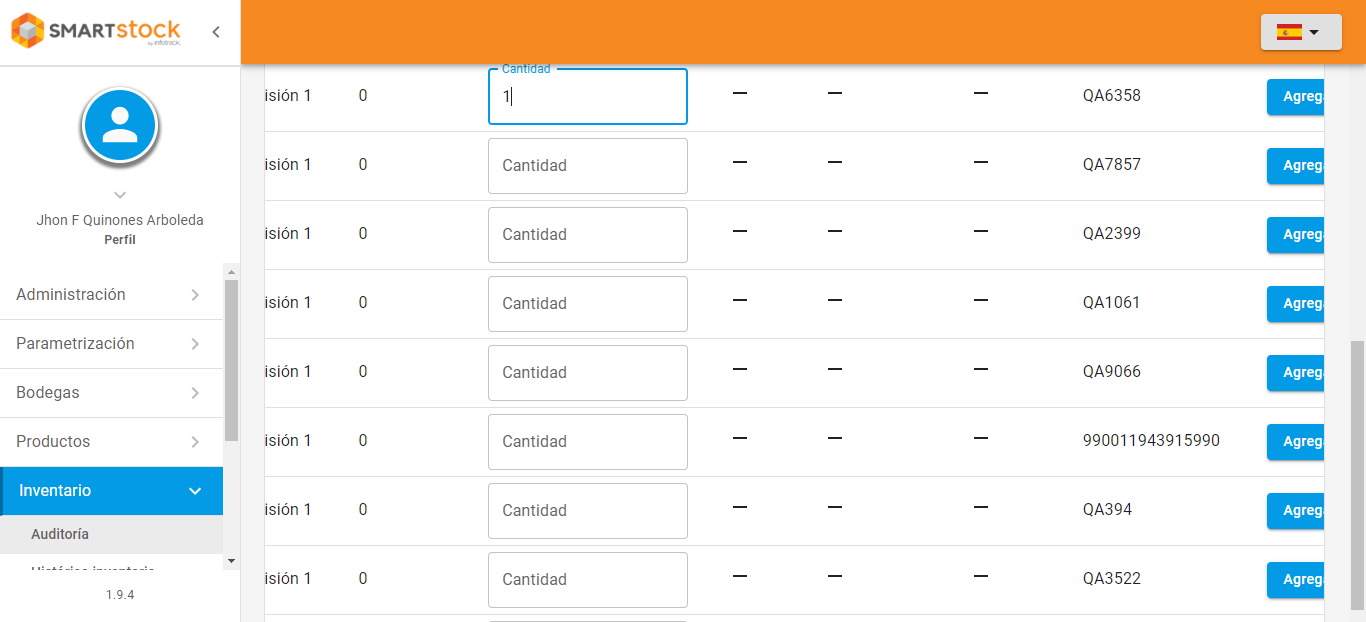 SMARTstock
by infotrack.
Jhon F Quinones Arboleda
Perfíl
Administración
Parametrización
Bodegas
Productos
Inventario
Auditoría
Histórico inventario
1.9.4
Cantidad
isión 1 0 1 — — — QA6358 Agreg
isión 1 0 Cantidad — — — QA7857 Agreg
isión 1 0 Cantidad — — — QA2399 Agreg
isión 1 0 Cantidad — — — QA1061 Agreg
isión 1 0 Cantidad — — — QA9066 Agreg
isión 1 0 Cantidad — — — 990011943915990 Agreg
isión 1 0 Cantidad — — — QA394 Agreg
isión 1 0 Cantidad — — — QA3522 Agreg